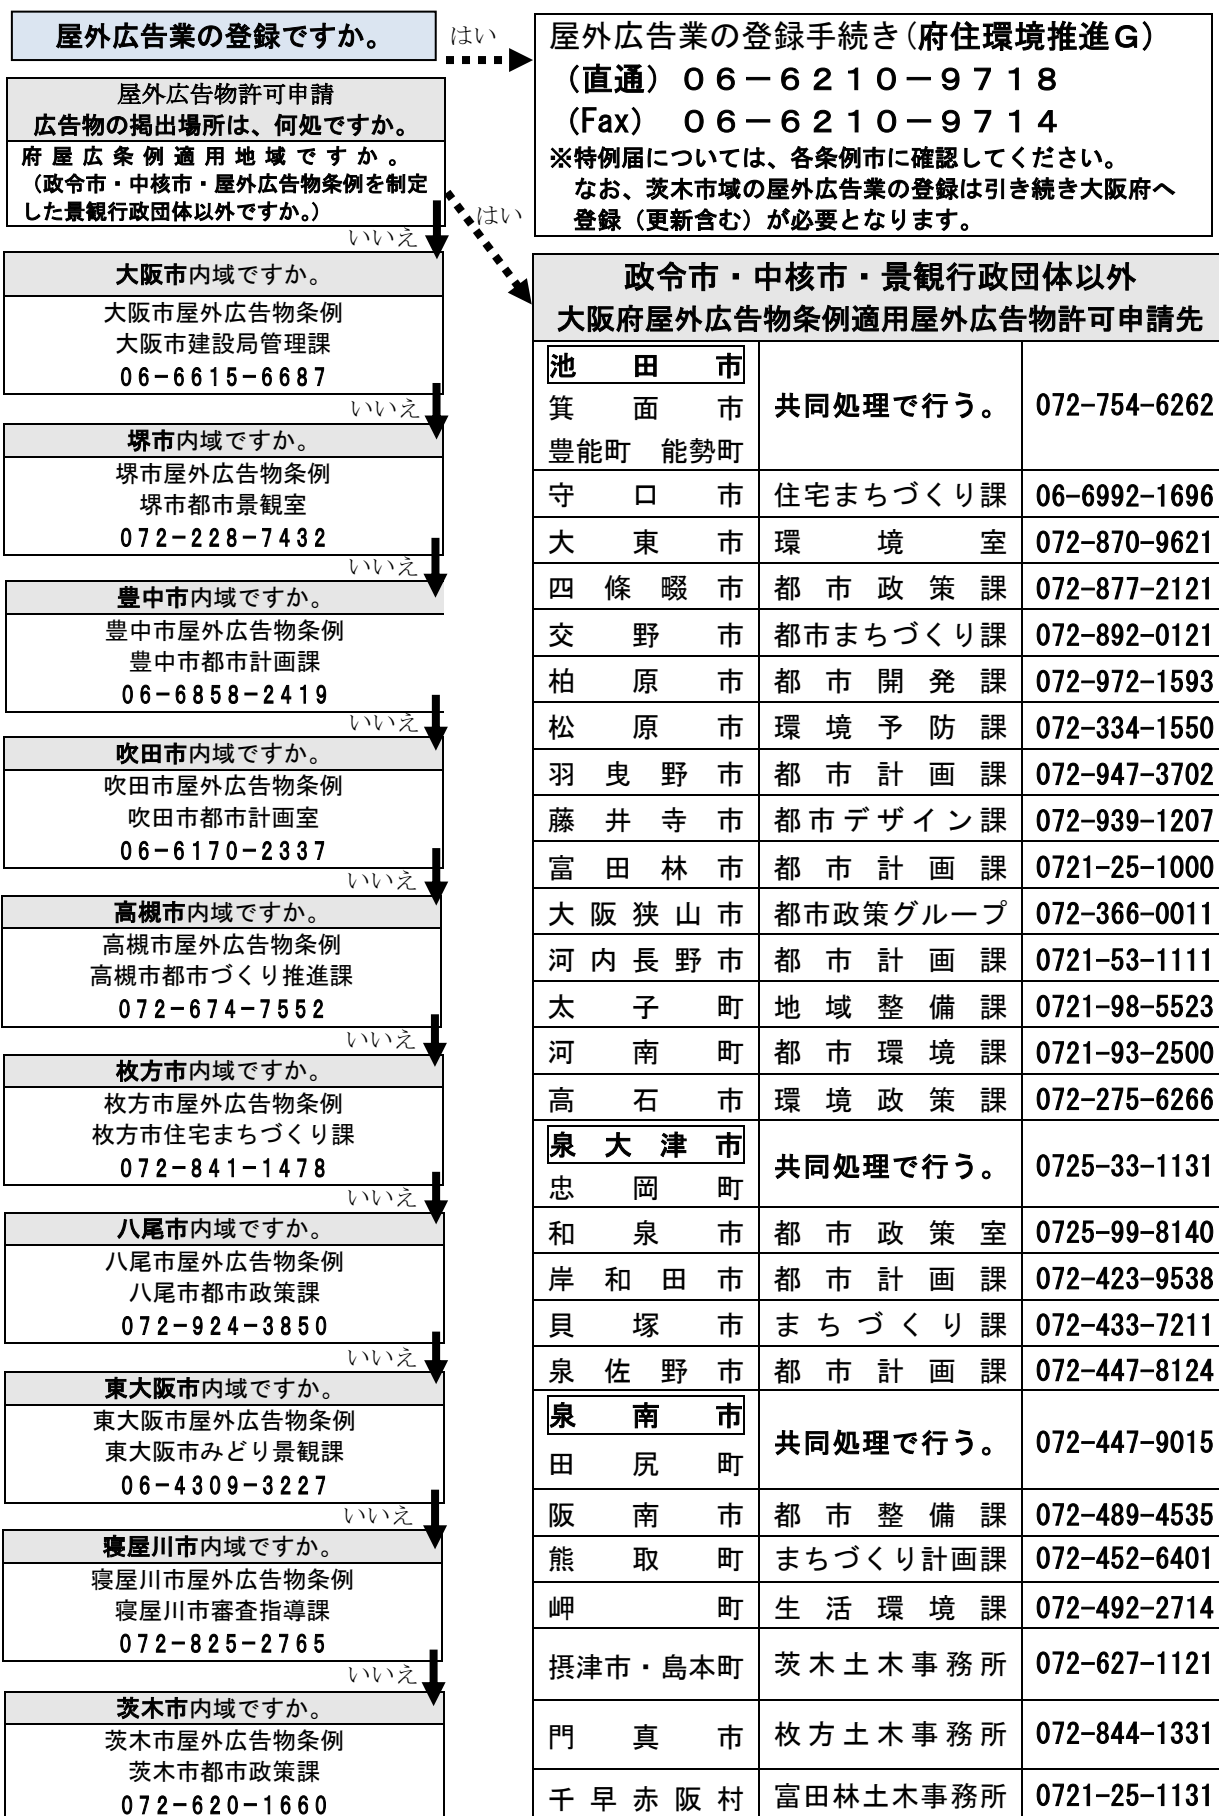 屋外広告業の登録ですか。
はい
屋外広告業の登録手続き(府住環境推進Ｇ)
（直通）０６－６２１０－９７１８
（Fax）　０６－６２１０－９７１４
※特例届については、各条例市に確認してください。
なお、茨木市域の屋外広告業の登録は引き続き大阪府へ
登録（更新含む）が必要となります。
屋外広告物許可申請
広告物の掲出場所は、何処ですか。
府屋広条例適用地域ですか。
（政令市・中核市・屋外広告物条例を制定
した景観行政団体以外ですか。）
はい
いいえ
大阪市内域ですか。
大阪市屋外広告物条例
大阪市建設局管理課
06-6615-6687
いいえ
堺市内域ですか。
堺市屋外広告物条例
堺市都市景観室
072-228-7432
いいえ
豊中市内域ですか。
豊中市屋外広告物条例
豊中市都市計画課
06-6858-2419
いいえ
吹田市内域ですか。
吹田市屋外広告物条例
吹田市都市計画室
06-6170-2337
いいえ
高槻市内域ですか。
高槻市屋外広告物条例
高槻市都市づくり推進課
072-674-7552
いいえ
枚方市内域ですか。
枚方市屋外広告物条例
枚方市住宅まちづくり課
072-841-1478
いいえ
八尾市内域ですか。
八尾市屋外広告物条例
八尾市都市政策課
072-924-3850
いいえ
東大阪市内域ですか。
東大阪市屋外広告物条例
東大阪市みどり景観課
06-4309-3227
いいえ
寝屋川市内域ですか。
寝屋川市屋外広告物条例
寝屋川市審査指導課
072-825-2765
いいえ
茨木市内域ですか。
茨木市屋外広告物条例
茨木市都市政策課
072-620-1660
政令市・中核市・景観行政団体以外
大阪府屋外広告物条例適用屋外広告物許可申請先
池田市
箕面市
豊能町　能勢町
共同処理で行う。 072-754-6262
守口市 住宅まちづくり課 06-6992-1696
大東市 環境室 072-870-9621
四條畷市 都市政策課 072-877-2121
交野市 都市まちづくり課 072-892-0121
柏原市 都市開発課 072-972-1593
松原市 環境予防課 072-334-1550
羽曳野市 都市計画課 072-947-3702
藤井寺市 都市デザイン課 072-939-1207
富田林市 都市計画課 0721-25-1000
大阪狭山市 都市政策グループ 072-366-0011
河内長野市 都市計画課 0721-53-1111
太子町 地域整備課 0721-98-5523
河南町 都市環境課 0721-93-2500
高石市 環境政策課 072-275-6266
泉大津市
忠岡町
共同処理で行う。 0725-33-1131
和泉市 都市政策室 0725-99-8140
岸和田市 都市計画課 072-423-9538
貝塚市 まちづくり課 072-433-7211
泉佐野市 都市計画課 072-447-8124
泉南市
田尻町
共同処理で行う。 072-447-9015
阪南市 都市整備課 072-489-4535
熊取町 まちづくり計画課 072-452-6401
岬町 生活環境課 072-492-2714
摂津市・島本町 茨木土木事務所 072-627-1121
門真市 枚方土木事務所 072-844-1331
千早赤阪村 富田林土木事務所 0721-25-1131